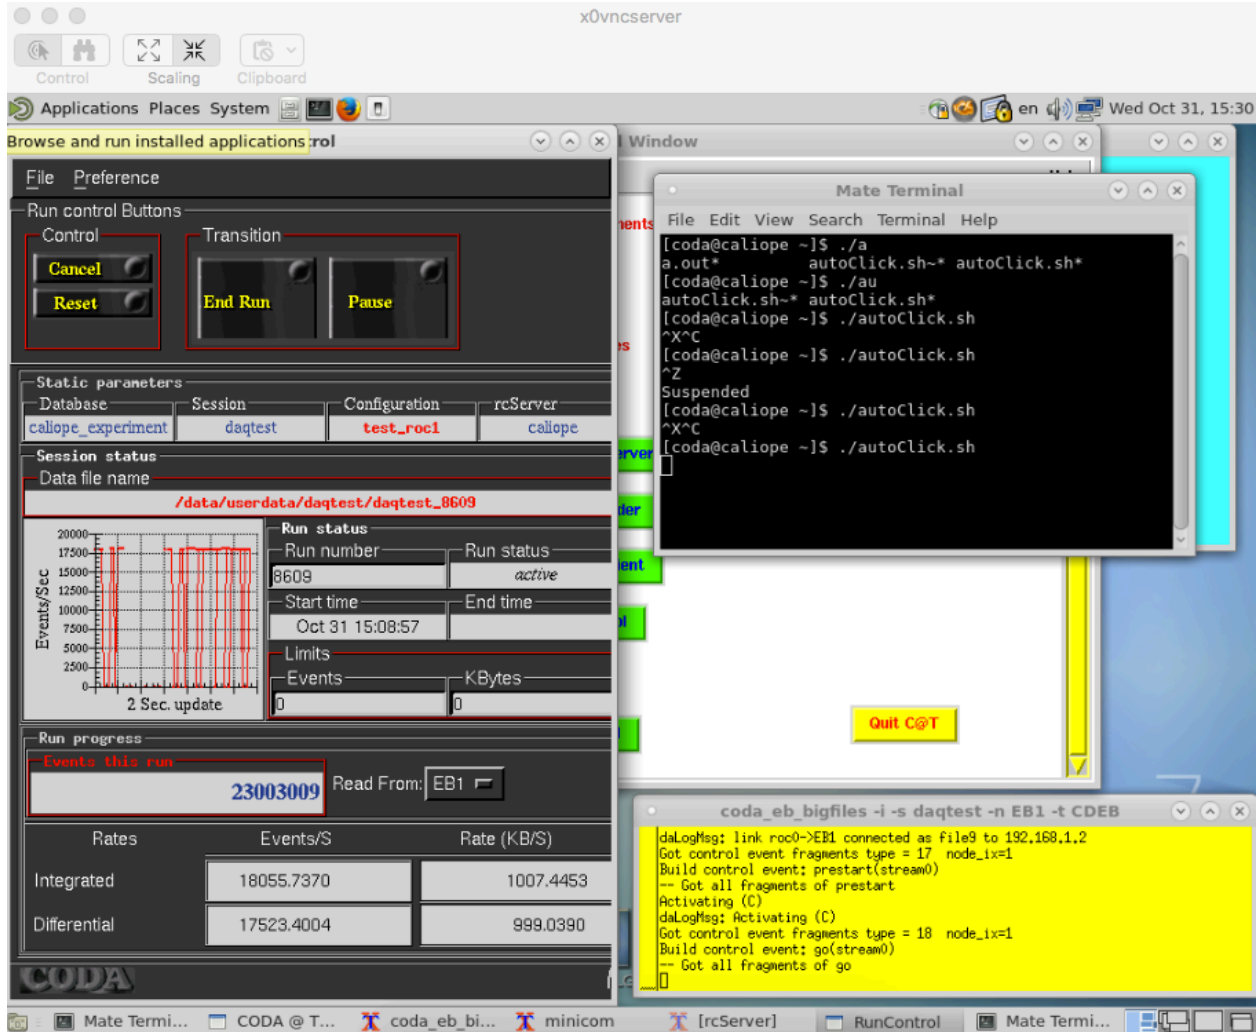 x0vncserver
Control Scaling Clipboard
Applications Places System en Wed Oct 31, 15:30
Browse and run installed applications trol
Window
File Preference
Run control Buttons
Control Transition
Cancel
Reset
End Run Pause
Static parameters
Database Session Configuration rcServer
caliope_experiment daqtest test_roc1 caliope
Session status
Data file name
/data/userdata/daqtest/daqtest_8609
Run status
Run number Run status
8609 active
Start time End time
Oct 31 15:08:57
Limits
Events KBytes
0 0
Events/Sec
20000
17500
15000
12500
10000
7500
5000
2500
0
2 Sec. update
Run progress
Events this run
23003009
Read From: EB1
Rates Events/S Rate (KB/S)
Integrated 18055.7370 1007.4453
Differential 17523.4004 999.0390
CODA
Mate Terminal
File Edit View Search Terminal Help
[coda@caliope ~]$ ./a
a.out* autoClick.sh~* autoClick.sh*
[coda@caliope ~]$ ./au
autoClick.sh~* autoClick.sh*
[coda@caliope ~]$ ./autoClick.sh
^X^C
[coda@caliope ~]$ ./autoClick.sh
^Z
Suspended
[coda@caliope ~]$ ./autoClick.sh
^X^C
[coda@caliope ~]$ ./autoClick.sh
Quit C@T
coda_eb_bigfiles -i -s daqtest -n EB1 -t CDEB
daLogMsg: link roc0->EB1 connected as file9 to 192.168.1.2
Got control event fragments type = 17 node_ix=1
Build control event: prestart(stream0)
-- Got all fragments of prestart
Activating (C)
daLogMsg: Activating (C)
Got control event fragments type = 18 node_ix=1
Build control event: go(stream0)
-- Got all fragments of go
Mate Termi... CODA @ T... coda_eb_bi... minicom [rcServer] RunControl Mate Termi...